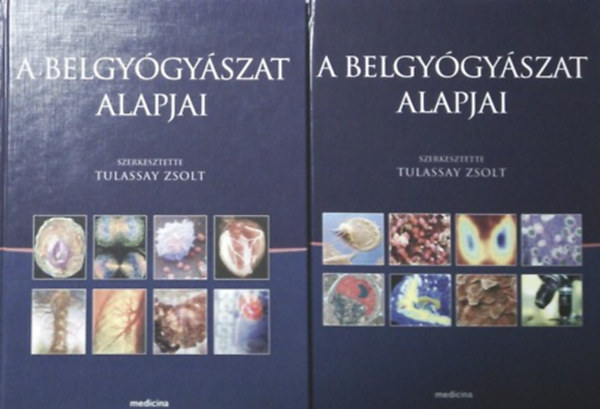 A BELGYÓGYÁSZAT
ALAPJAI
SZERKESZTETTE
TULASSAY ZSOLT
medicina
A BELGYÓGYÁSZAT
ALAPJAI
SZERKESZTETTE
TULASSAY ZSOLT
medicina